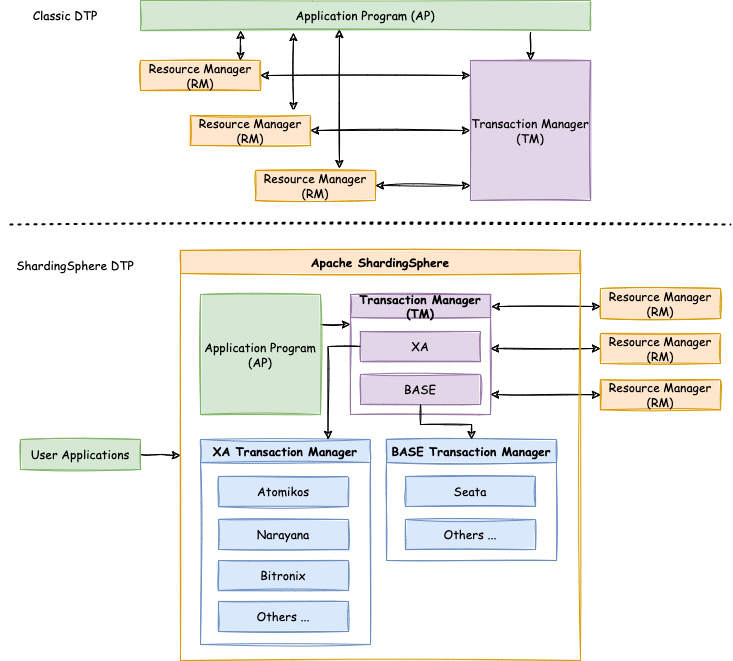 Classic DTP
Application Program (AP)
Resource Manager
(RM)
Resource Manager
(RM)
Transaction Manager
(TM)
Resource Manager
(RM)
ShardingSphere DTP
Apache ShardingSphere
Application Program
(AP)
Transaction Manager
(TM)
XA
BASE
Resource Manager
(RM)
Resource Manager
(RM)
Resource Manager
(RM)
User Applications
XA Transaction Manager
Atomikos
Narayana
Bitronix
Others ...
BASE Transaction Manager
Seata
Others ...